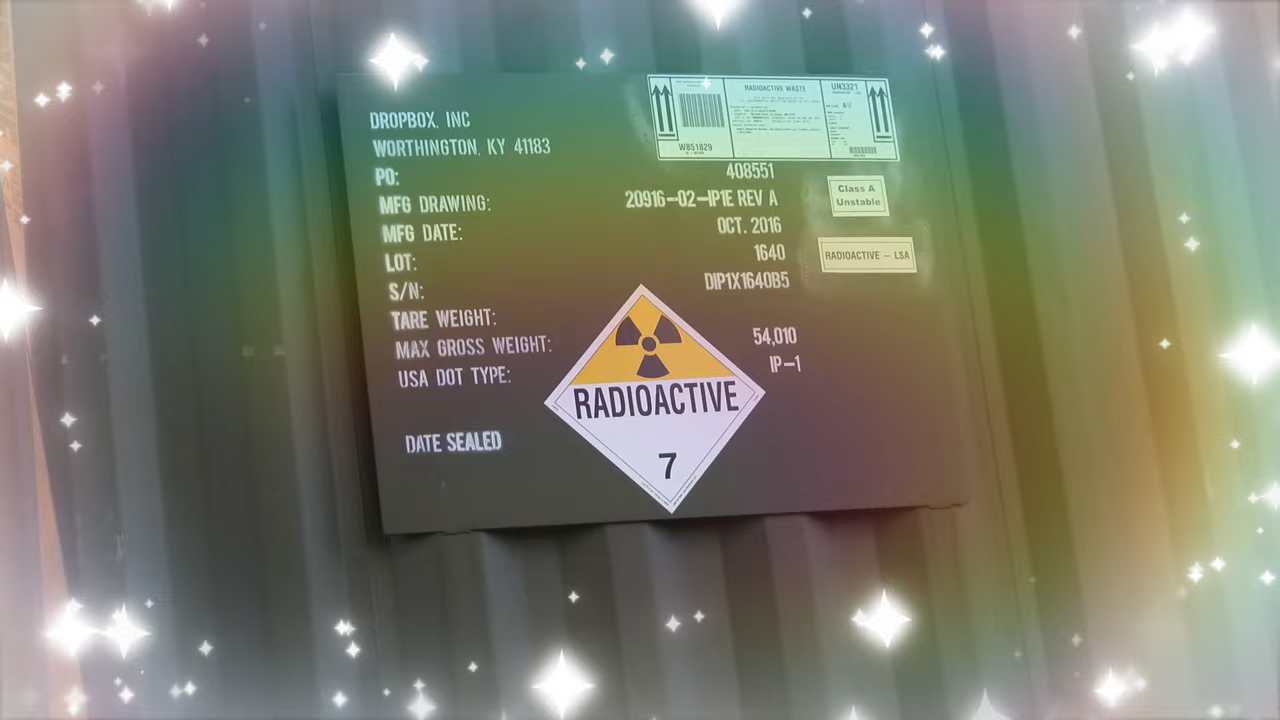 DROPBOX, INC
WORTHINGTON, KY 41183
PO: 408551
MFG DRAWING: 20916-02-IP1E REV A
MFG DATE: OCT. 2016
LOT: 1640
S/N: DIP1X1640B5
TARE WEIGHT:
MAX GROSS WEIGHT: 54,010
USA DOT TYPE: IP-1
DATE SEALED
RADIOACTIVE WASTE
UN3321
W851829
Class A
Unstable
RADIOACTIVE - LSA
RADIOACTIVE
7